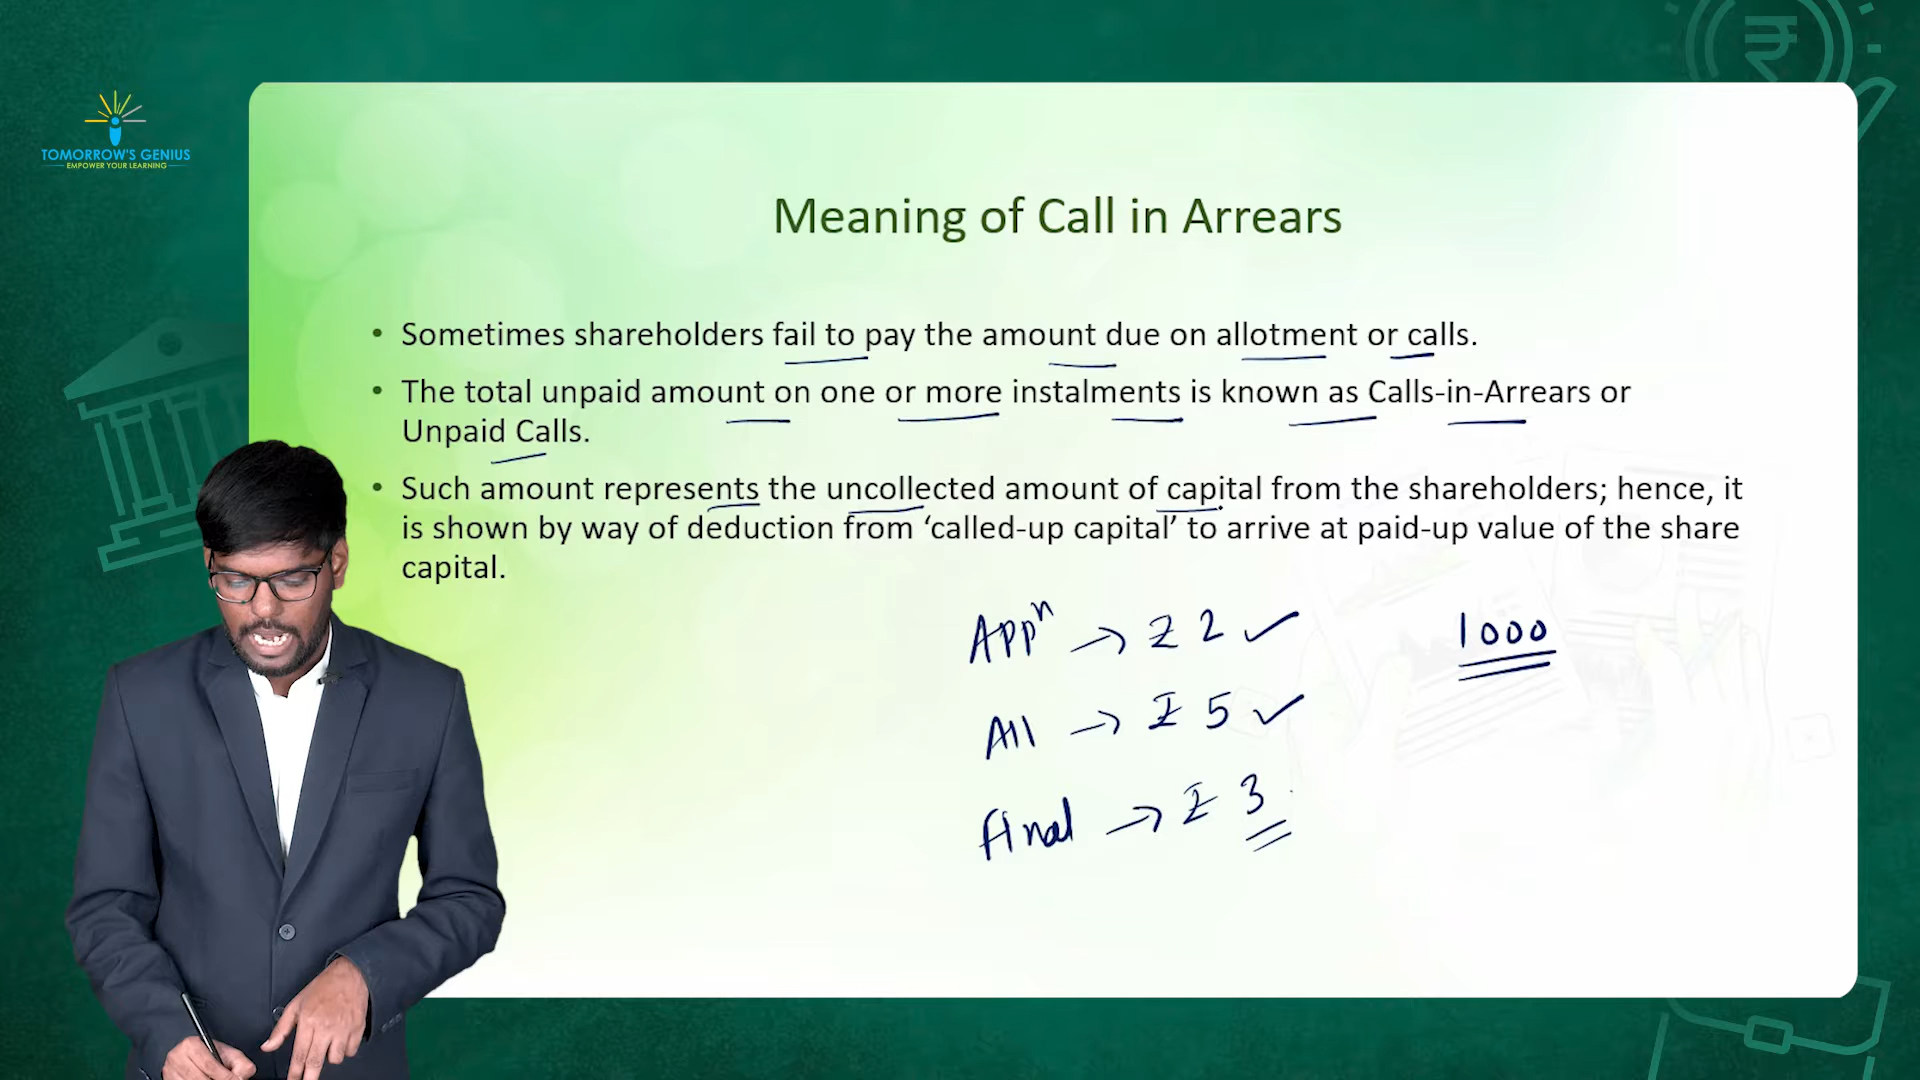 TOMORROW'S GENIUS
EMPOWER YOUR LEARNING
Meaning of Call in Arrears
• Sometimes shareholders fail to pay the amount due on allotment or calls.
• The total unpaid amount on one or more instalments is known as Calls-in-Arrears or
Unpaid Calls.
• Such amount represents the uncollected amount of capital from the shareholders; hence, it
is shown by way of deduction from ‘called-up capital’ to arrive at paid-up value of the share
capital.
Appⁿ → ₹ 2 ✓
1000
All → ₹ 5 ✓
Final → ₹ 3